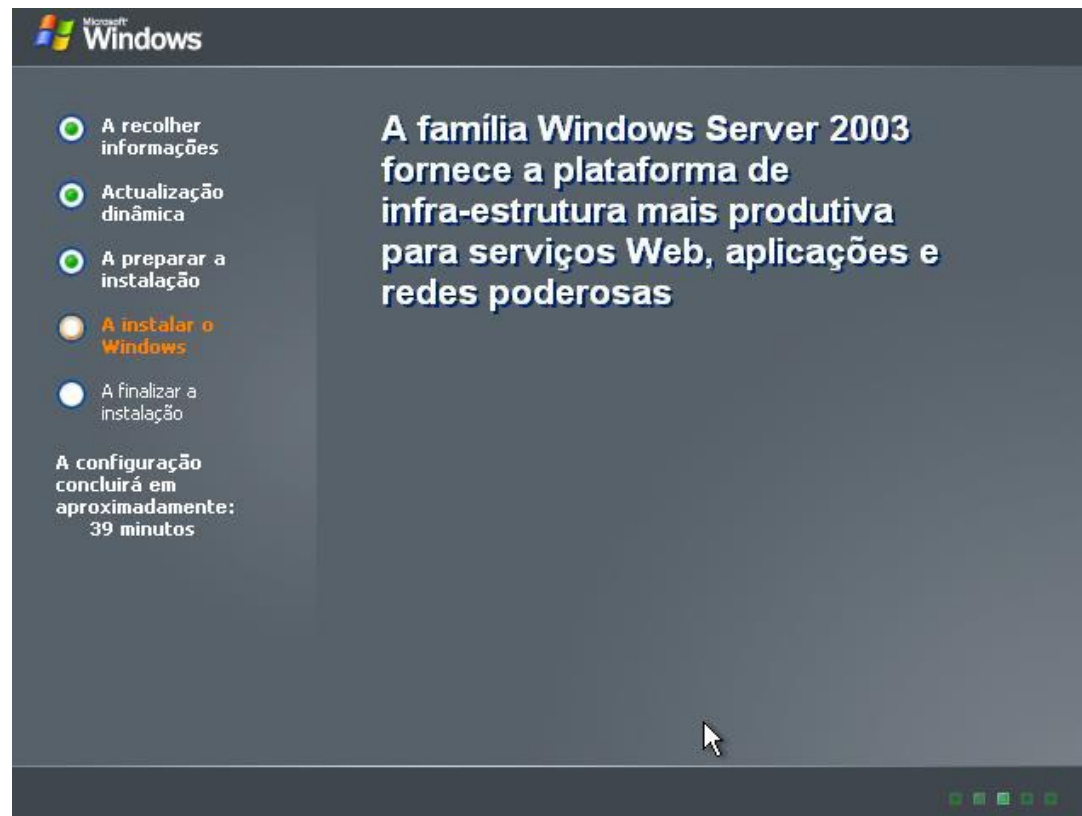 Microsoft
Windows
A recolher
informações
Actualização
dinâmica
A preparar a
instalação
A instalar o
Windows
A finalizar a
instalação
A configuração
concluirá em
aproximadamente:
39 minutos
A família Windows Server 2003
fornece a plataforma de
infra-estrutura mais produtiva
para serviços Web, aplicações e
redes poderosas